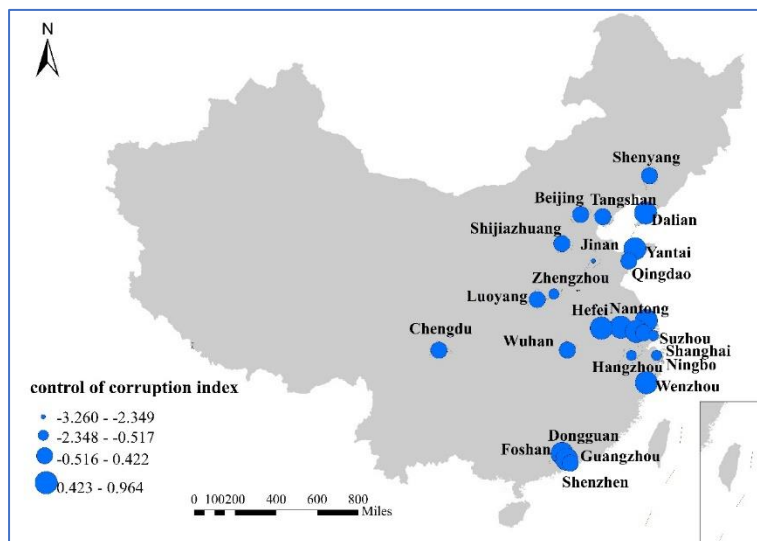 N
Shenyang
Beijing
Tangshan
Dalian
Shijiazhuang
Jinan
Yantai
Qingdao
Zhengzhou
Luoyang
Hefei
Nantong
Chengdu
Wuhan
Suzhou
Shanghai
Hangzhou
Ningbo
Wenzhou
control of corruption index
-3.260 - -2.349
-2.348 - -0.517
-0.516 - 0.422
0.423 - 0.964
Dongguan
Foshan
Guangzhou
Shenzhen
0 100200 400 600 800
Miles